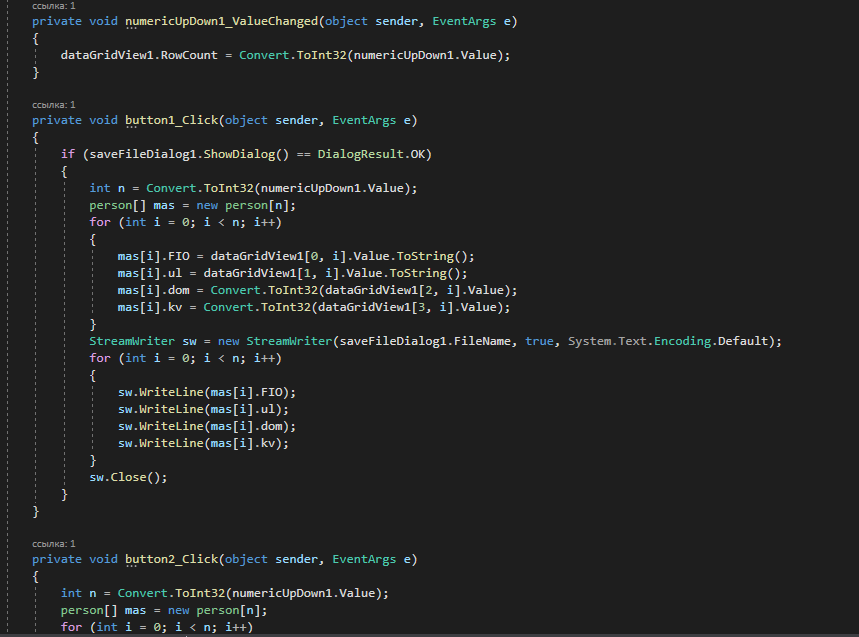 ссылка: 1
private void numericUpDown1_ValueChanged(object sender, EventArgs e)
{
dataGridView1.RowCount = Convert.ToInt32(numericUpDown1.Value);
}
ссылка: 1
private void button1_Click(object sender, EventArgs e)
{
if (saveFileDialog1.ShowDialog() == DialogResult.OK)
{
int n = Convert.ToInt32(numericUpDown1.Value);
person[] mas = new person[n];
for (int i = 0; i < n; i++)
{
mas[i].FIO = dataGridView1[0, i].Value.ToString();
mas[i].ul = dataGridView1[1, i].Value.ToString();
mas[i].dom = Convert.ToInt32(dataGridView1[2, i].Value);
mas[i].kv = Convert.ToInt32(dataGridView1[3, i].Value);
}
StreamWriter sw = new StreamWriter(saveFileDialog1.FileName, true, System.Text.Encoding.Default);
for (int i = 0; i < n; i++)
{
sw.WriteLine(mas[i].FIO);
sw.WriteLine(mas[i].ul);
sw.WriteLine(mas[i].dom);
sw.WriteLine(mas[i].kv);
}
sw.Close();
}
}
ссылка: 1
private void button2_Click(object sender, EventArgs e)
{
int n = Convert.ToInt32(numericUpDown1.Value);
person[] mas = new person[n];
for (int i = 0; i < n; i++)